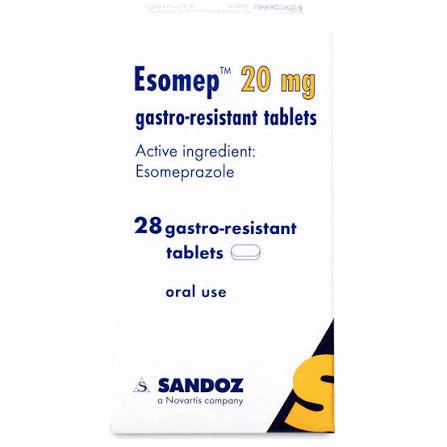 Esomep™ 20 mg
gastro-resistant tablets
Active ingredient:
Esomeprazole
28 gastro-resistant
tablets
oral use
S SANDOZ
a Novartis company
S